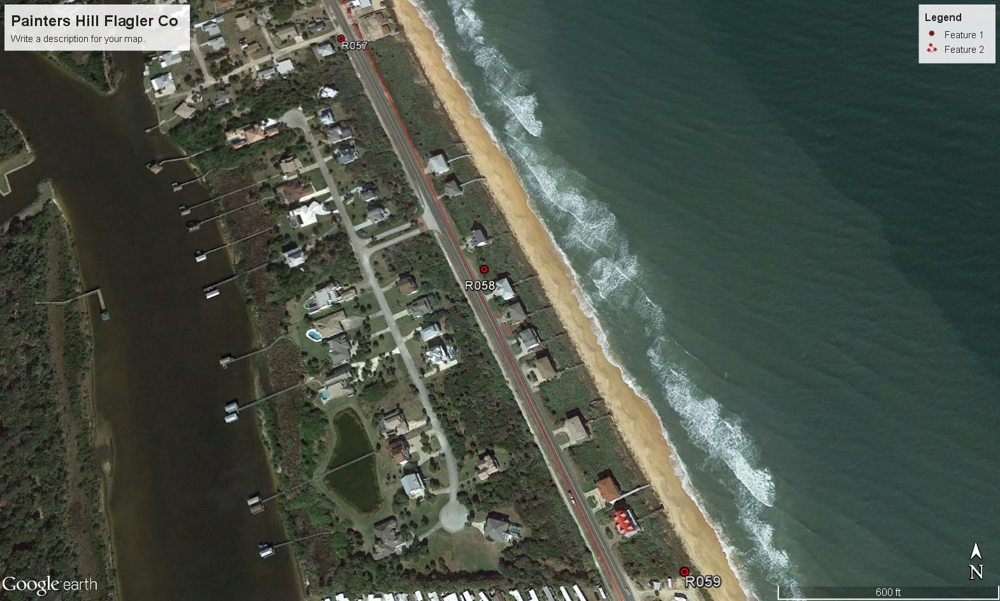 Painters Hill Flagler Co
Write a description for your map.
Legend
Feature 1
Feature 2
R057
R058
R059
N
Google earth
600 ft